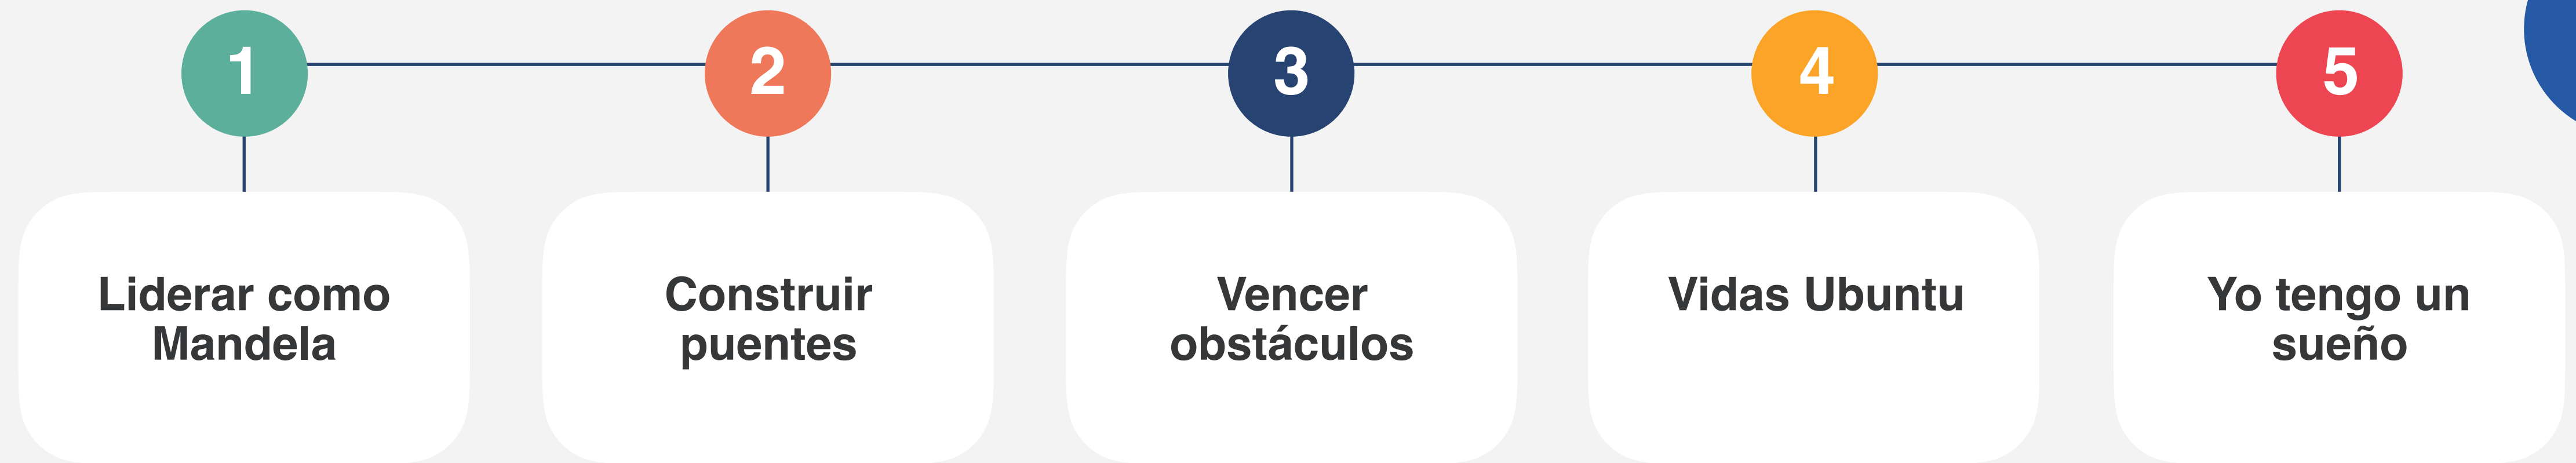 1
2
3
4
5
Liderar como
Mandela
Construir
puentes
Vencer
obstáculos
Vidas Ubuntu
Yo tengo un
sueño